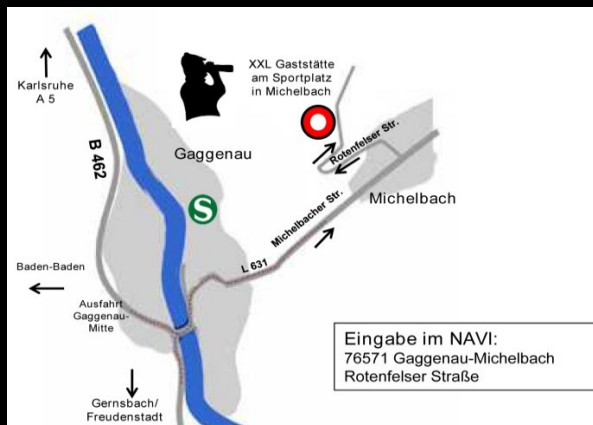 Karlsruhe
A 5
B 462
XXL Gaststätte
am Sportplatz
in Michelbach
Gaggenau
Rotenfelser Str.
Michelbach
S
Michelbacher Str.
L 631
Baden-Baden
Ausfahrt
Gaggenau-
Mitte
Gernsbach/
Freudenstadt
Eingabe im NAVI:
76571 Gaggenau-Michelbach
Rotenfelser Straße